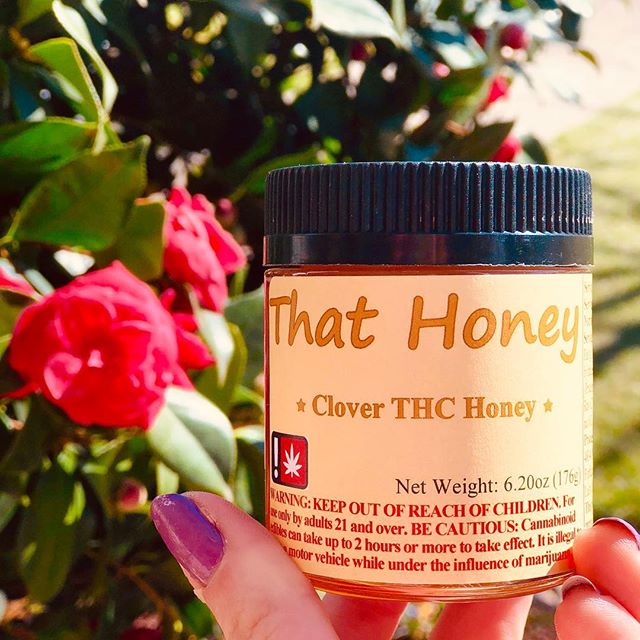 That Honey
★ Clover THC Honey ★
!
Net Weight: 6.20oz (176g
WARNING: KEEP OUT OF REACH OF CHILDREN. For
use only by adults 21 and over. BE CAUTIOUS: Cannabinoid
edibles can take up to 2 hours or more to take effect. It is illegal
motor vehicle while under the influence of marijuan